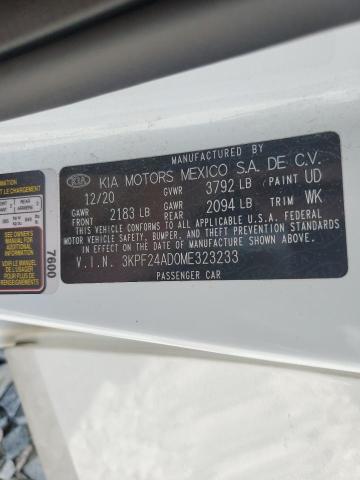 MANUFACTURED BY
KIA KIA MOTORS MEXICO S.A. DE C.V.
12/20 GVWR 3792 LB PAINT UD
GAWR FRONT 2183 LB GAWR REAR 2094 LB TRIM WK
THIS VEHICLE CONFORMS TO ALL APPLICABLE U.S.A. FEDERAL
MOTOR VEHICLE SAFETY, BUMPER, AND THEFT PREVENTION STANDARDS
IN EFFECT ON THE DATE OF MANUFACTURE SHOWN ABOVE.
V.I.N. 3KPF24AD0ME323233
PASSENGER CAR
7600
SEE OWNER'S
MANUAL FOR
ADDITIONAL
INFORMATION
VOIR LE MANUEL
DE L'USAGER
POUR PLUS DE
RENSEIGNEMENTS